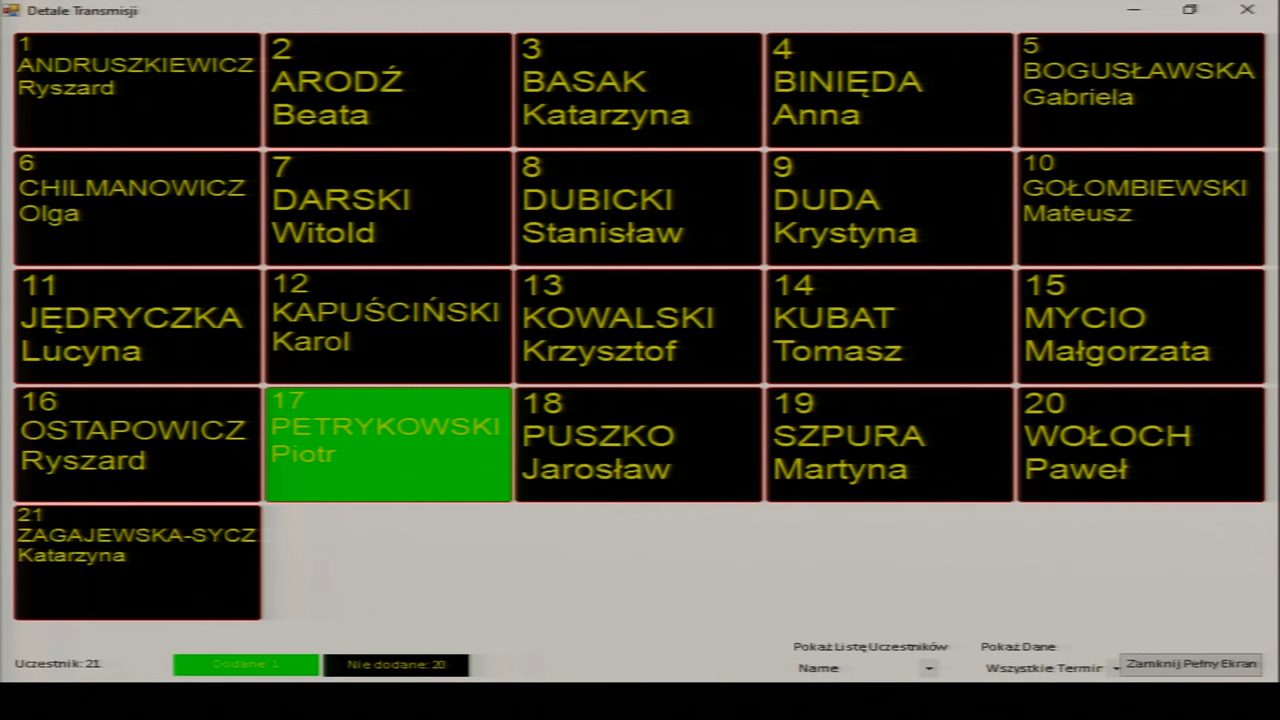 Detale Transmisji
1
ANDRUSZKIEWICZ
Ryszard
2
ARODŹ
Beata
3
BASAK
Katarzyna
4
BINIĘDA
Anna
5
BOGUSŁAWSKA
Gabriela
6
CHILMANOWICZ
Olga
7
DARSKI
Witold
8
DUBICKI
Stanisław
9
DUDA
Krystyna
10
GOŁOMBIEWSKI
Mateusz
11
JĘDRYCZKA
Lucyna
12
KAPUŚCIŃSKI
Karol
13
KOWALSKI
Krzysztof
14
KUBAT
Tomasz
15
MYCIO
Małgorzata
16
OSTAPOWICZ
Ryszard
17
PETRYKOWSKI
Piotr
18
PUSZKO
Jarosław
19
SZPURA
Martyna
20
WOŁOCH
Paweł
21
ZAGAJEWSKA-SYCZ
Katarzyna
Uczestnik: 21
Dodane: 1
Nie dodane: 20
Pokaż Listę Uczestników
Name
Pokaż Dane
Wszystkie Termir
Zamknij Pełny Ekran